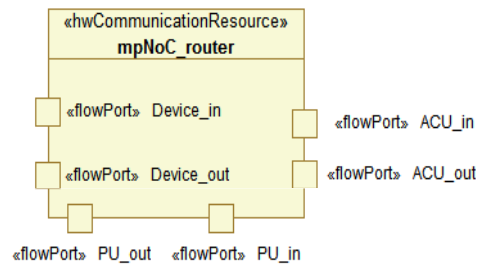 «hwCommunicationResource»
mpNoC_router
«flowPort» Device_in
«flowPort» ACU_in
«flowPort» Device_out
«flowPort» ACU_out
«flowPort» PU_out
«flowPort» PU_in